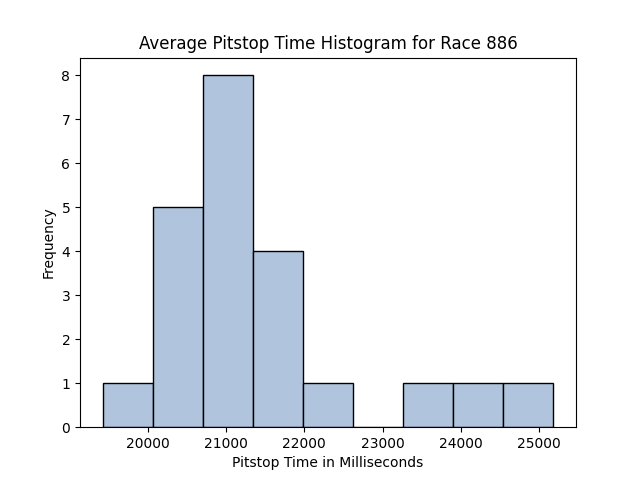 Average Pitstop Time Histogram for Race 886
8
7
6
5
4
3
2
1
0
Frequency
20000 21000 22000 23000 24000 25000
Pitstop Time in Milliseconds